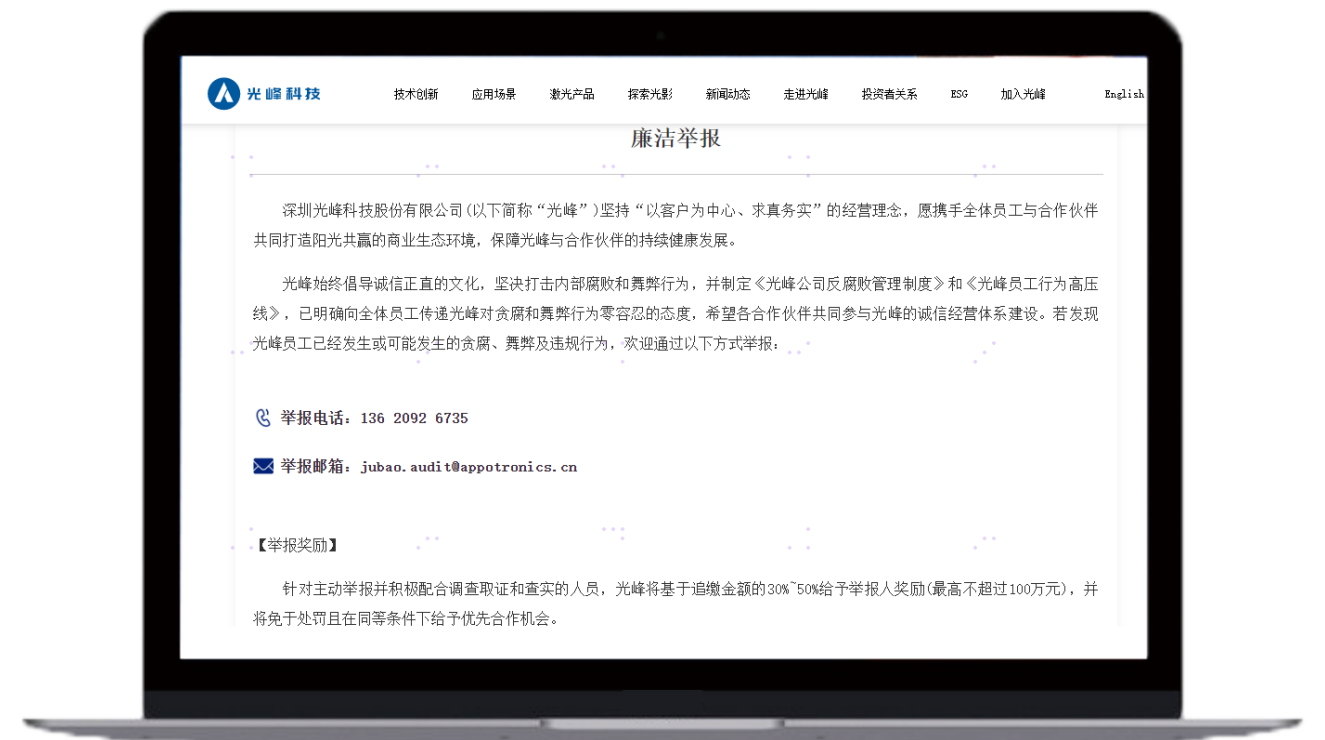 光峰科技
技术创新 应用场景 激光产品 探索光影 新闻动态 走进光峰 投资者关系 ESG 加入光峰 English
廉洁举报
深圳光峰科技股份有限公司(以下简称“光峰”)坚持“以客户为中心、求真务实”的经营理念，愿携手全体员工与合作伙伴
共同打造阳光共赢的商业生态环境，保障光峰与合作伙伴的持续健康发展。
光峰始终倡导诚信正直的文化，坚决打击内部腐败和舞弊行为，并制定《光峰公司反腐败管理制度》和《光峰员工行为高压
线》，已明确向全体员工传递光峰对贪腐和舞弊行为零容忍的态度，希望各合作伙伴共同参与光峰的诚信经营体系建设。若发现
光峰员工已经发生或可能发生的贪腐、舞弊及违规行为，欢迎通过以下方式举报：
举报电话：136 2092 6735
举报邮箱：jubao.audit@appotronics.cn
【举报奖励】
针对主动举报并积极配合调查取证和查实的人员，光峰将基于追缴金额的30%~50%给予举报人奖励(最高不超过100万元)，并
将免于处罚且在同等条件下给予优先合作机会。